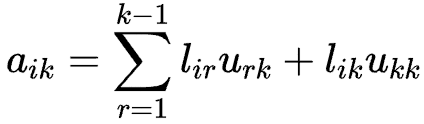 $a_{ik} = \sum_{r=1}^{k-1} l_{ir} u_{rk} + l_{ik} u_{kk}$